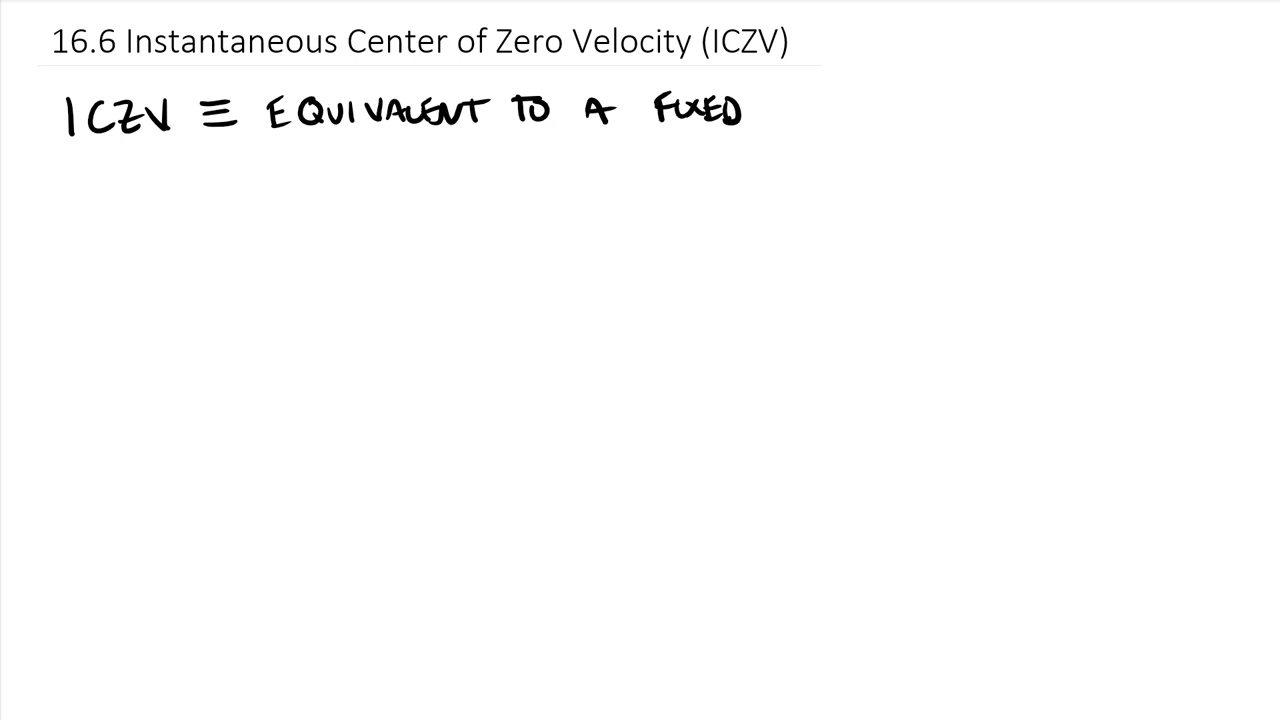 16.6 Instantaneous Center of Zero Velocity (ICZV)
ICZV ≡ EQUIVALENT TO A FIXED